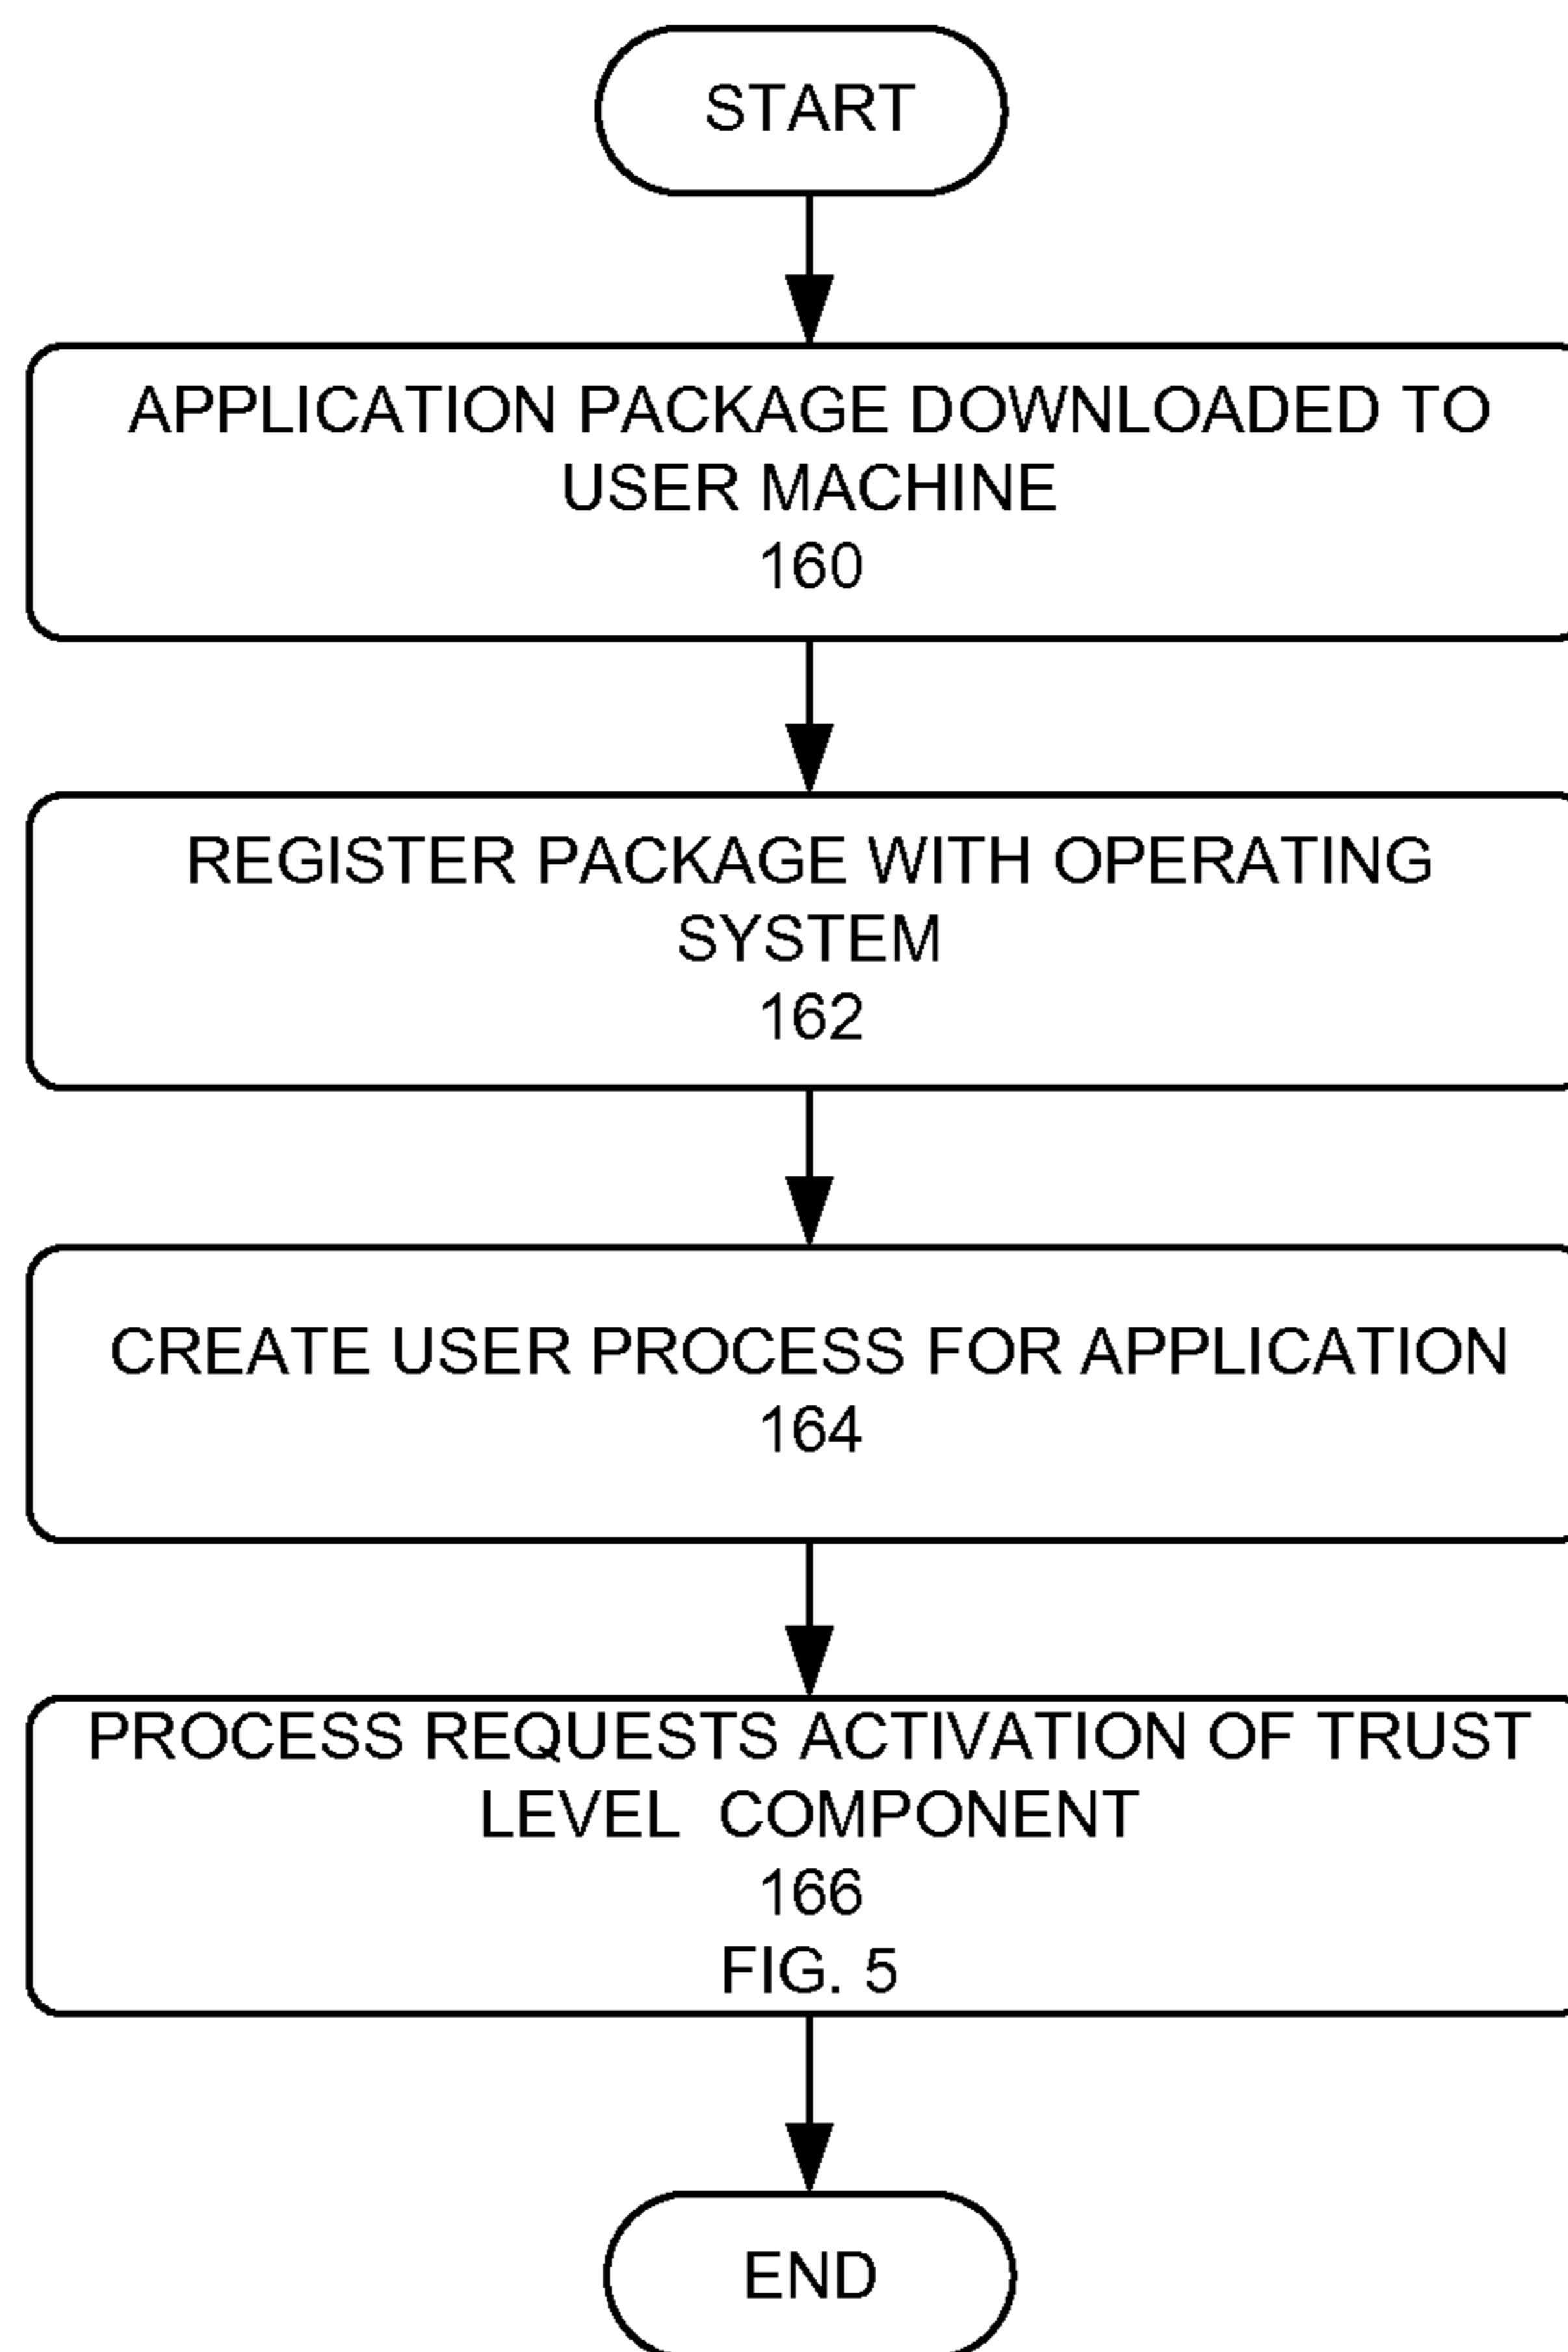 START
APPLICATION PACKAGE DOWNLOADED TO
USER MACHINE
160
REGISTER PACKAGE WITH OPERATING
SYSTEM
162
CREATE USER PROCESS FOR APPLICATION
164
PROCESS REQUESTS ACTIVATION OF TRUST
LEVEL COMPONENT
166
FIG. 5
END